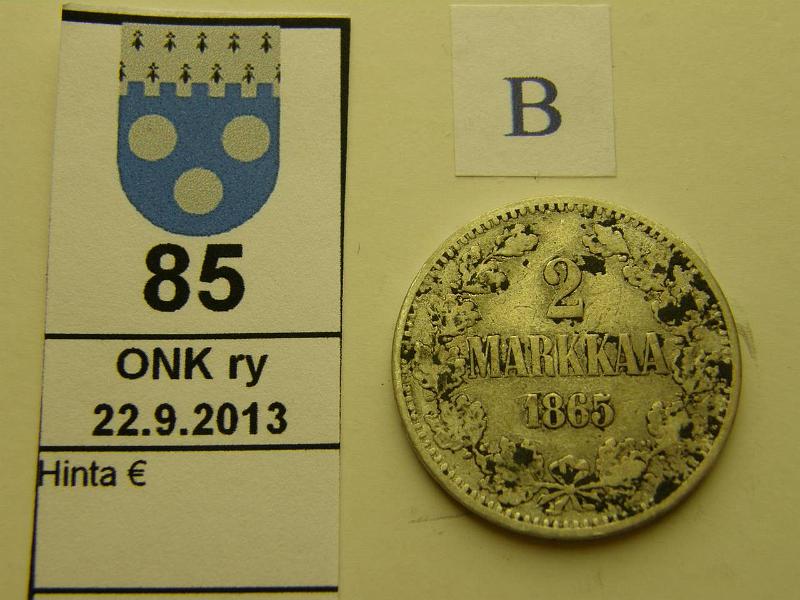 85
ONK ry
22.9.2013
Hinta €
B
2
MARKKAA
1865